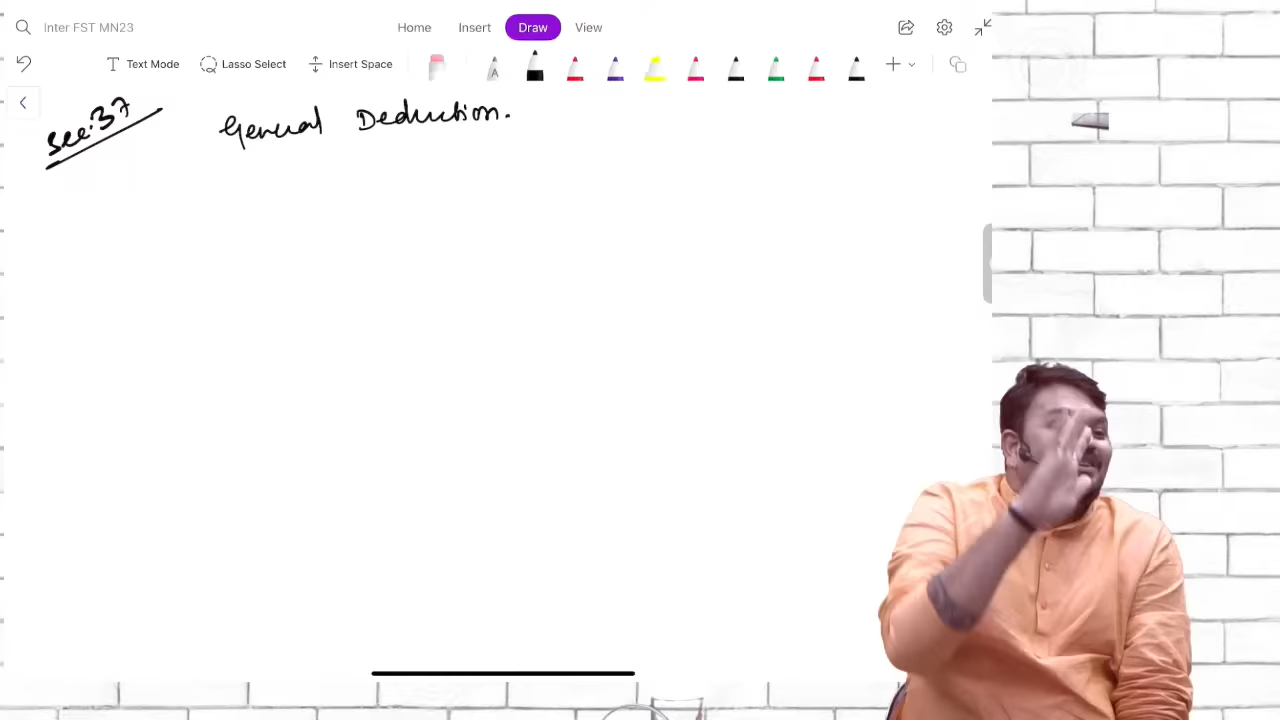 Inter FST MN23
Home Insert Draw View
Text Mode Lasso Select Insert Space
Sec:37 General Deduction.